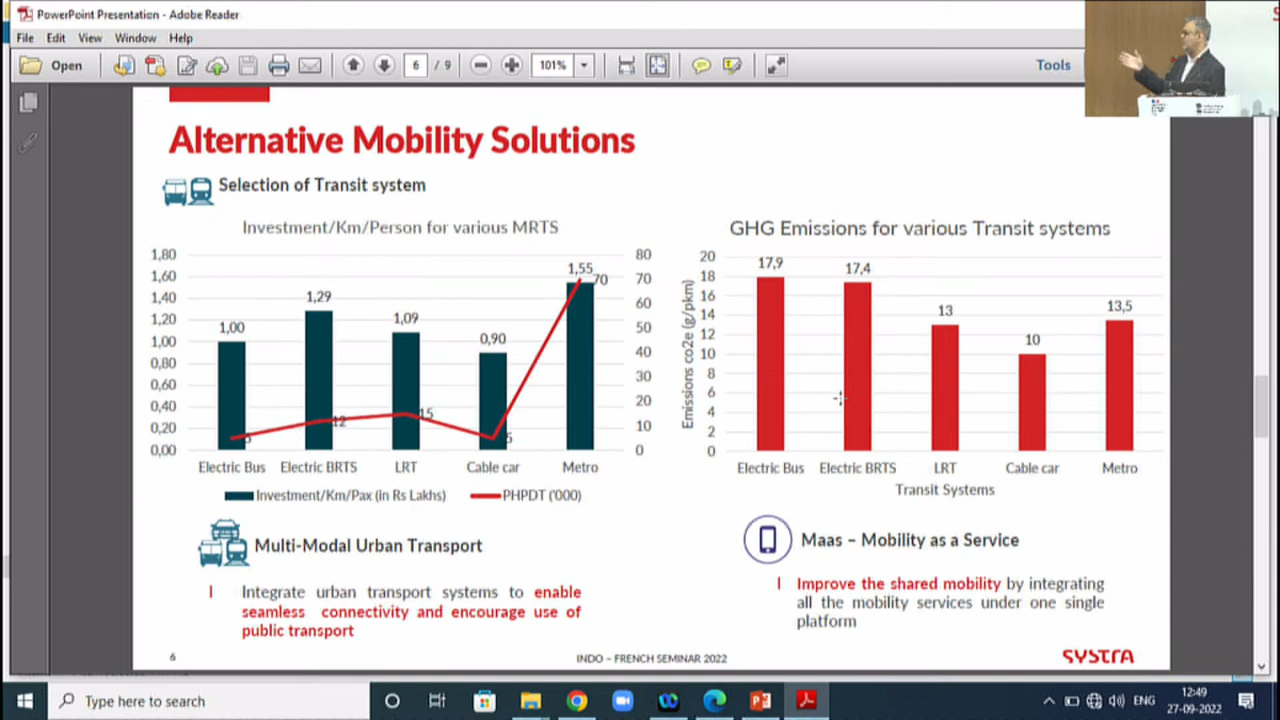 PowerPoint Presentation - Adobe Reader
File Edit View Window Help
Open 6 / 9 101% Tools
Alternative Mobility Solutions
Selection of Transit system
Investment/Km/Person for various MRTS
1,80
1,60
1,40
1,20
1,00
0,80
0,60
0,40
0,20
0,00
80
70
60
50
40
30
20
10
0
1,00
1,29
1,09
0,90
1,55
5
12
15
5
70
Electric Bus Electric BRTS LRT Cable car Metro
Investment/Km/Pax (in Rs Lakhs) PHPDT ('000)
GHG Emissions for various Transit systems
Emissions co2e (g/pkm)
20
18
16
14
12
10
8
6
4
2
0
17,9
17,4
13
10
13,5
Electric Bus Electric BRTS LRT Cable car Metro
Transit Systems
Multi-Modal Urban Transport
Integrate urban transport systems to enable
seamless connectivity and encourage use of
public transport
Maas – Mobility as a Service
Improve the shared mobility by integrating
all the mobility services under one single
platform
6
INDO – FRENCH SEMINAR 2022
SYSTRA
Type here to search
ENG
12:49
27-09-2022